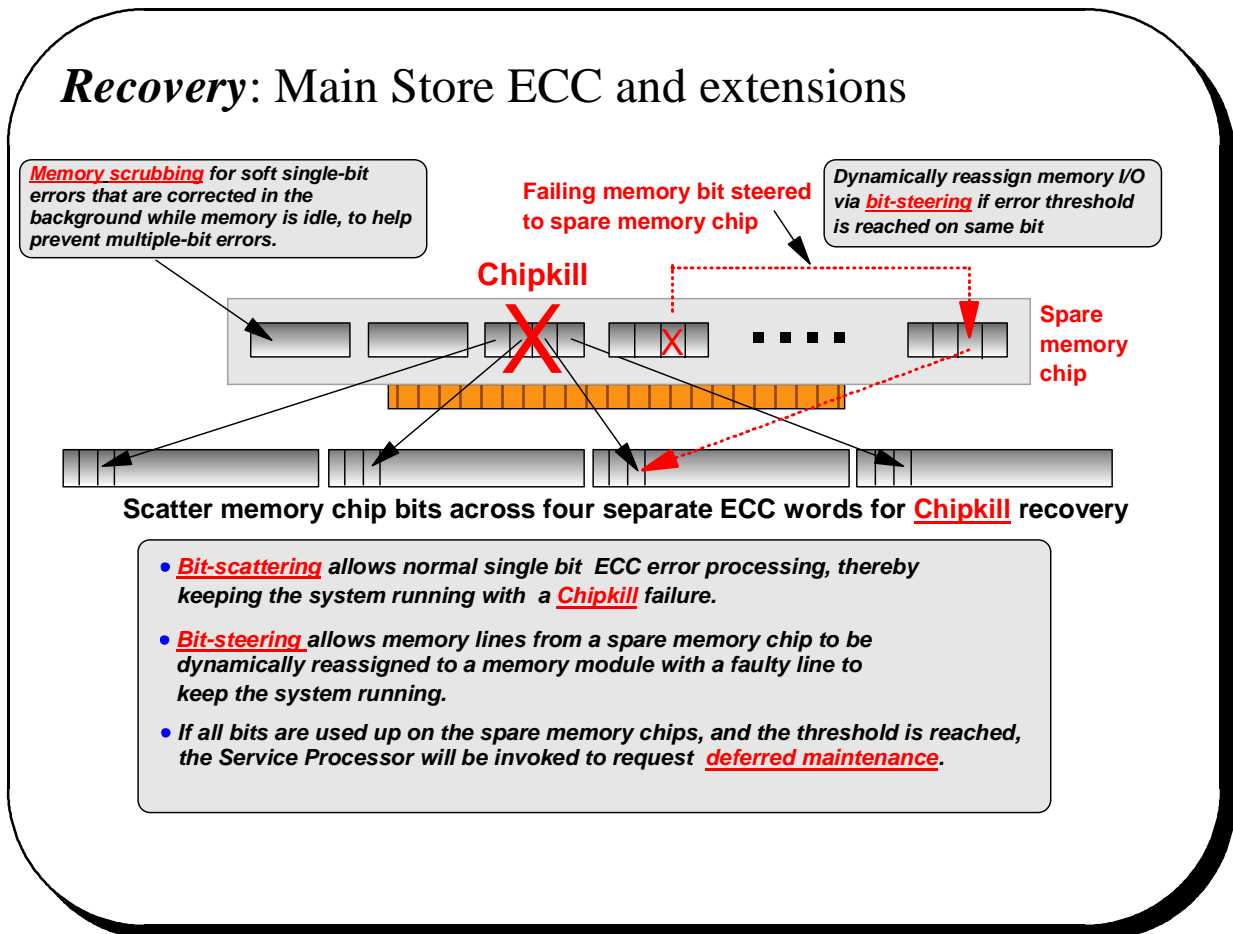 Recovery: Main Store ECC and extensions
Memory scrubbing for soft single-bit
errors that are corrected in the
background while memory is idle, to help
prevent multiple-bit errors.
Failing memory bit steered
to spare memory chip
Dynamically reassign memory I/O
via bit-steering if error threshold
is reached on same bit
Chipkill
X
X
Spare
memory
chip
Scatter memory chip bits across four separate ECC words for Chipkill recovery
• Bit-scattering allows normal single bit ECC error processing, thereby
keeping the system running with a Chipkill failure.
• Bit-steering allows memory lines from a spare memory chip to be
dynamically reassigned to a memory module with a faulty line to
keep the system running.
• If all bits are used up on the spare memory chips, and the threshold is reached,
the Service Processor will be invoked to request deferred maintenance.